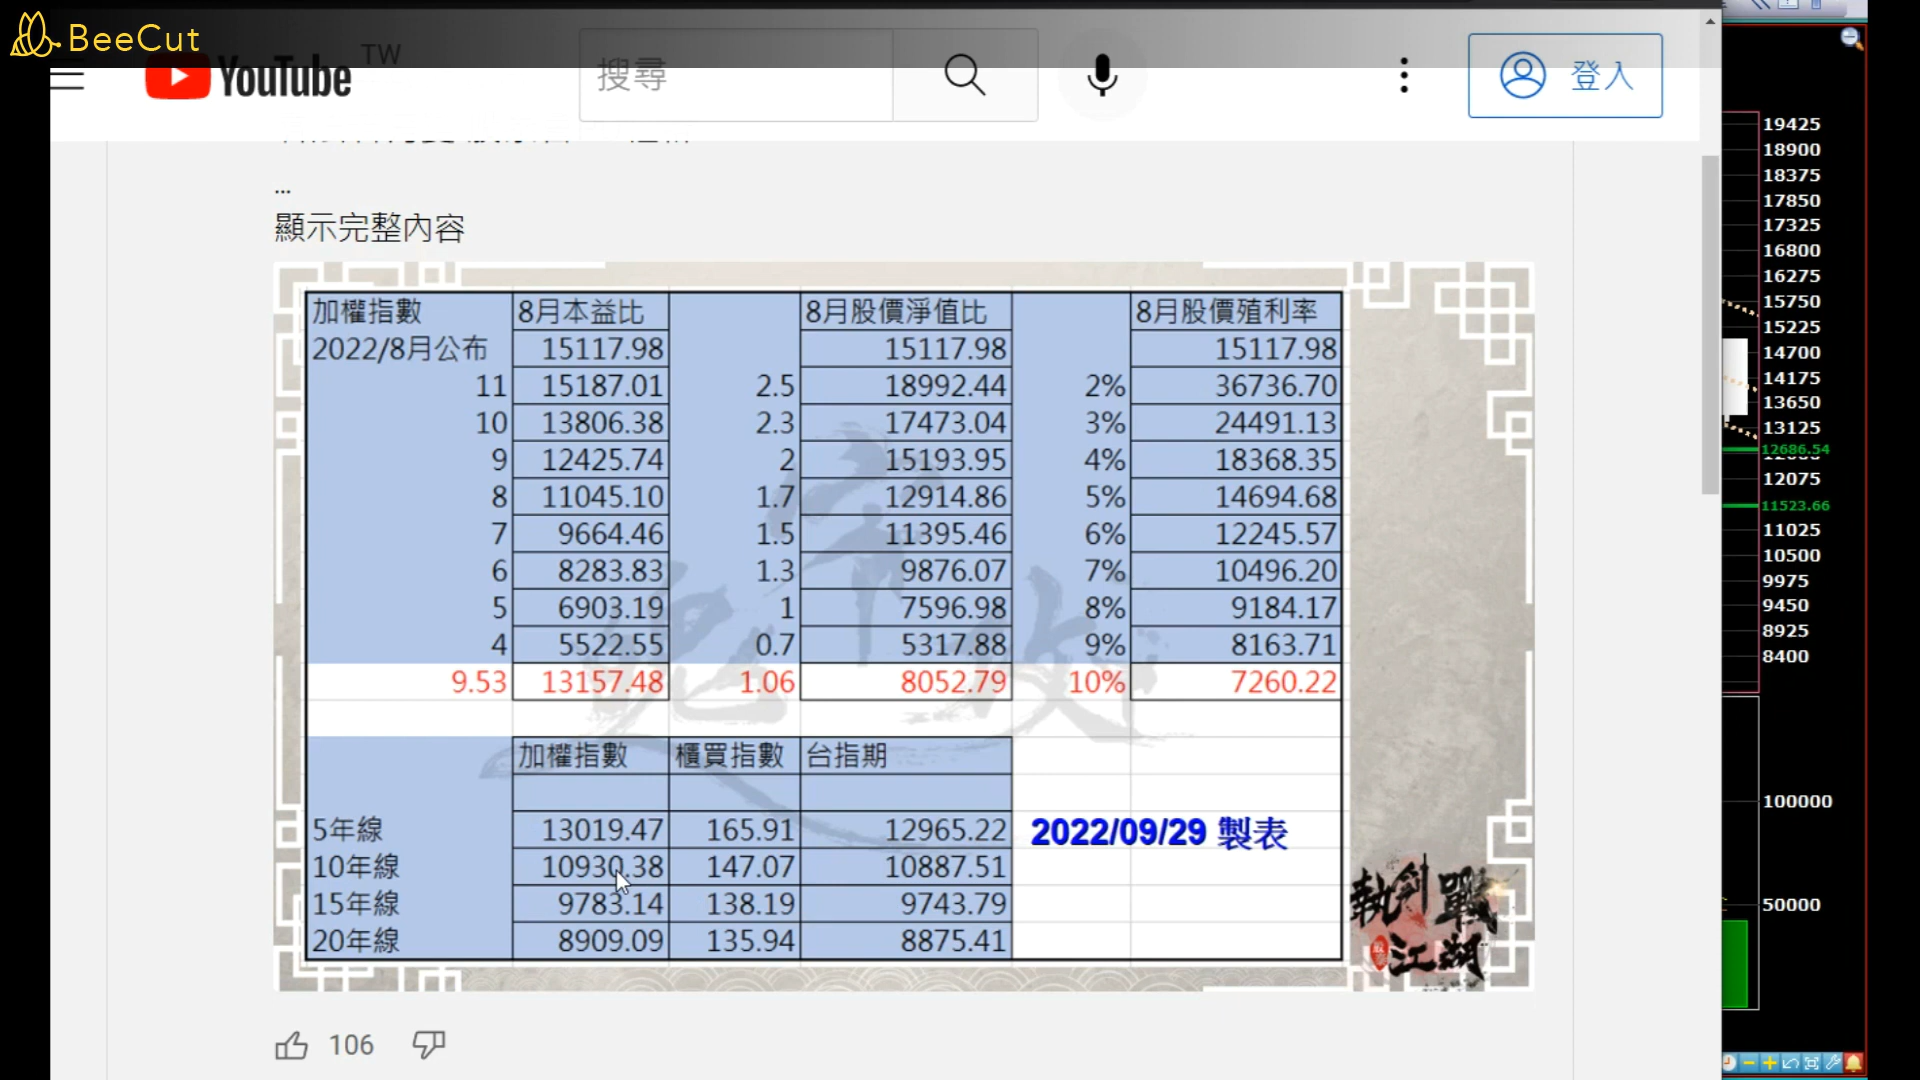 BeeCut
YouTube TW
搜尋
登入
...
顯示完整內容
加權指數 8月本益比 8月股價淨值比 8月股價殖利率
2022/8月公布 15117.98 15117.98 15117.98
11 15187.01 2.5 18992.44 2% 36736.70
10 13806.38 2.3 17473.04 3% 24491.13
9 12425.74 2 15193.95 4% 18368.35
8 11045.10 1.7 12914.86 5% 14694.68
7 9664.46 1.5 11395.46 6% 12245.57
6 8283.83 1.3 9876.07 7% 10496.20
5 6903.19 1 7596.98 8% 9184.17
4 5522.55 0.7 5317.88 9% 8163.71
9.53 13157.48 1.06 8052.79 10% 7260.22
加權指數 櫃買指數 台指期
5年線 13019.47 165.91 12965.22 2022/09/29 製表
10年線 10930.38 147.07 10887.51
15年線 9783.14 138.19 9743.79
20年線 8909.09 135.94 8875.41
執劍戰
江湖
106
19425
18900
18375
17850
17325
16800
16275
15750
15225
14700
14175
13650
13125
12686.54
12075
11523.66
11025
10500
9975
9450
8925
8400
100000
50000